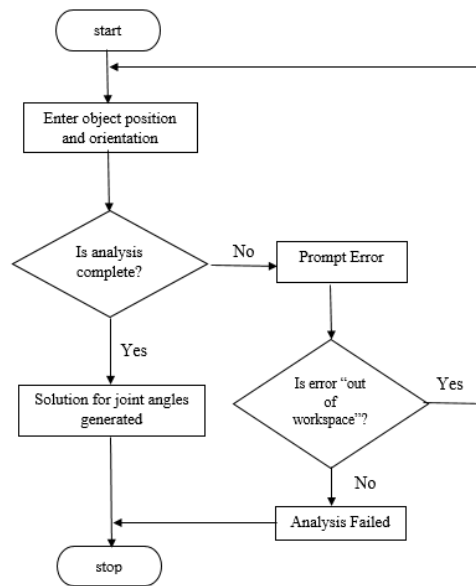 start
Enter object position
and orientation
Is analysis
complete?
No
Prompt Error
Yes
Is error “out
of
workspace”?
Yes
Solution for joint angles
generated
No
Analysis Failed
stop